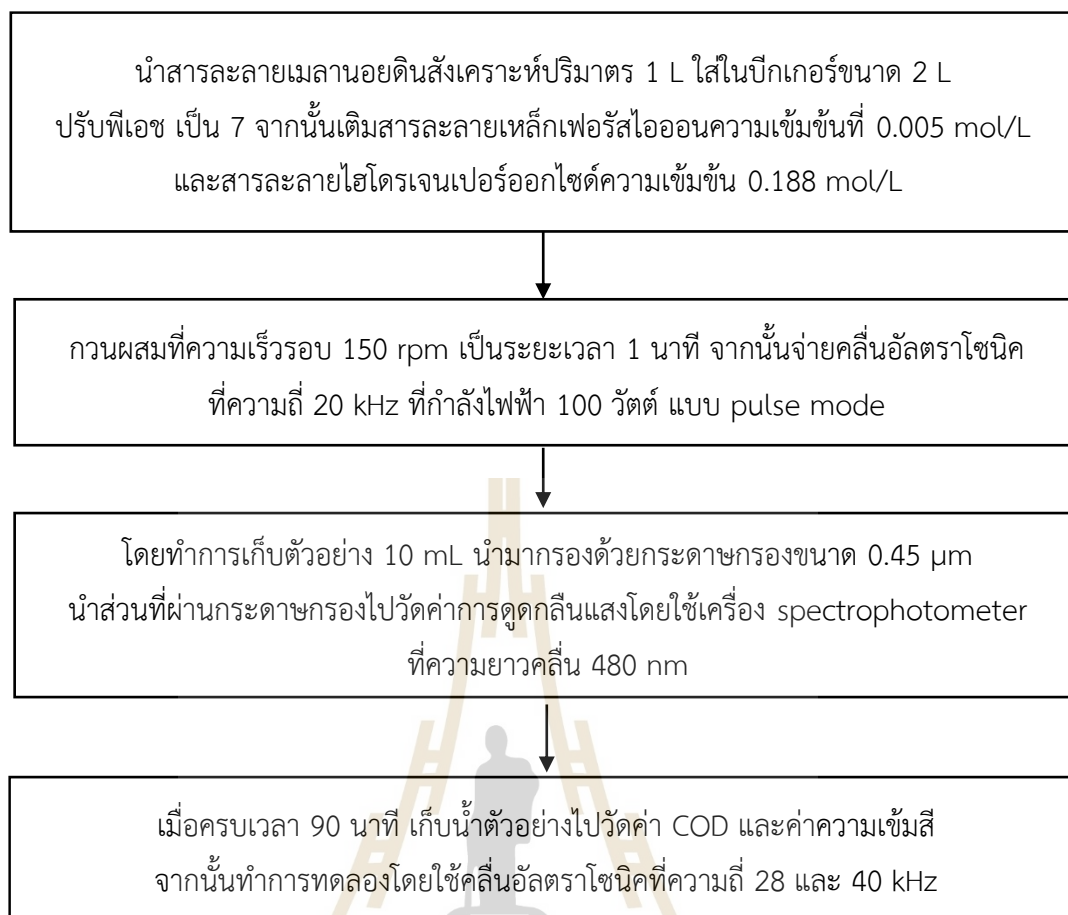 นำสารละลายเมลานอยดินสังเคราะห์ปริมาตร 1 L ใส่ในบีกเกอร์ขนาด 2 L
ปรับพีเอช เป็น 7 จากนั้นเติมสารละลายเหล็กเฟอรัสไอออนความเข้มข้นที่ 0.005 mol/L
และสารละลายไฮโดรเจนเปอร์ออกไซด์ความเข้มข้น 0.188 mol/L
กวนผสมที่ความเร็วรอบ 150 rpm เป็นระยะเวลา 1 นาที จากนั้นจ่ายคลื่นอัลตราโซนิค
ที่ความถี่ 20 kHz ที่กำลังไฟฟ้า 100 วัตต์ แบบ pulse mode
โดยทำการเก็บตัวอย่าง 10 mL นำมากรองด้วยกระดาษกรองขนาด 0.45 µm
นำส่วนที่ผ่านกระดาษกรองไปวัดค่าการดูดกลืนแสงโดยใช้เครื่อง spectrophotometer
ที่ความยาวคลื่น 480 nm
เมื่อครบเวลา 90 นาที เก็บน้ำตัวอย่างไปวัดค่า COD และค่าความเข้มสี
จากนั้นทำการทดลองโดยใช้คลื่นอัลตราโซนิคที่ความถี่ 28 และ 40 kHz